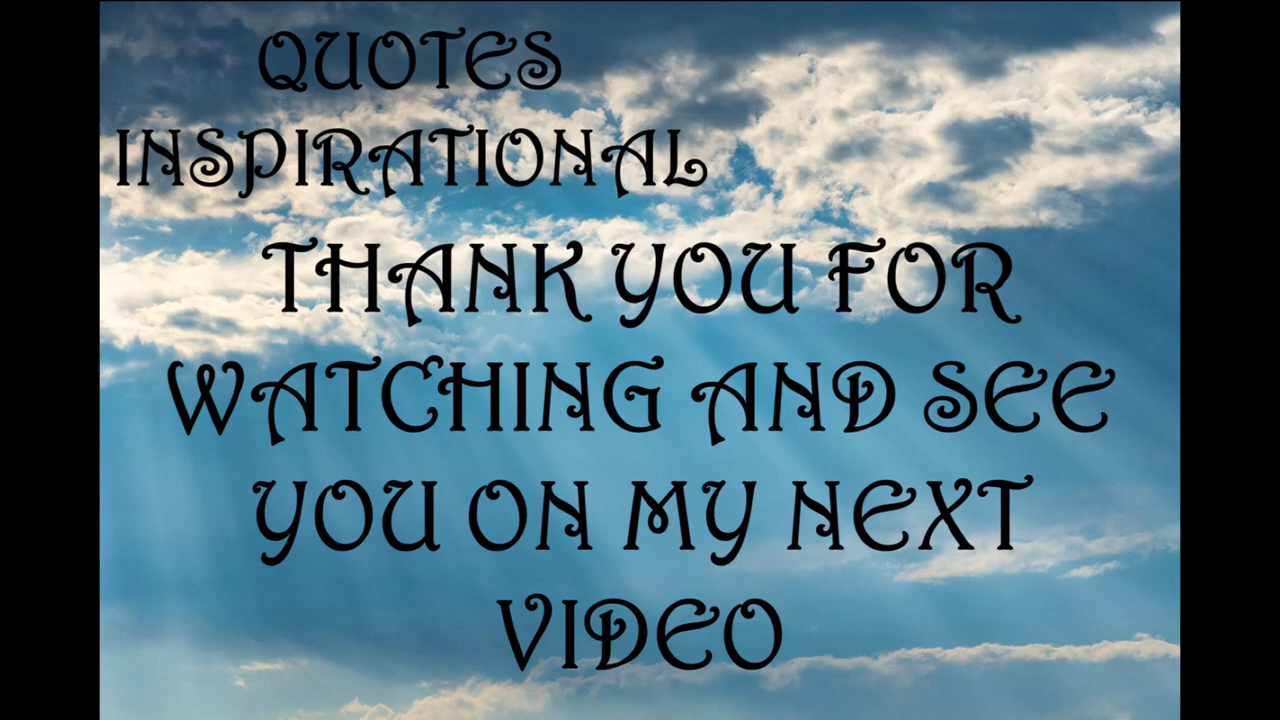 QUOTES
INSPIRATIONAL
THANK YOU FOR
WATCHING AND SEE
YOU ON MY NEXT
VIDEO